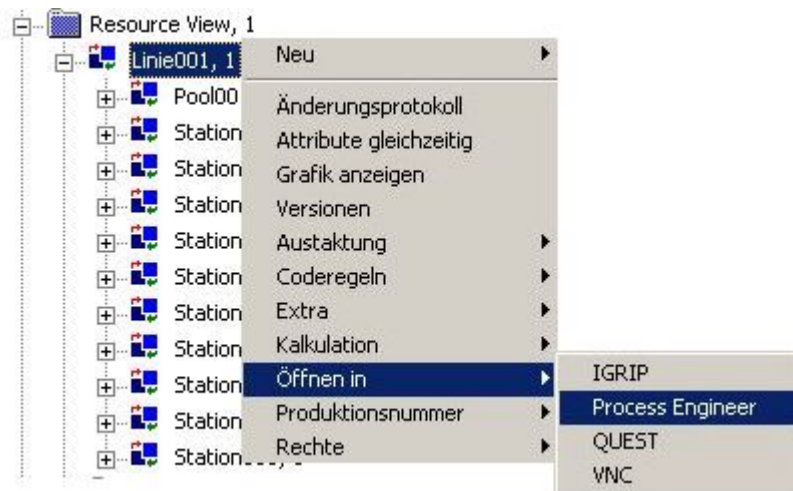 Resource View, 1
Linie001, 1
Neu
Pool00
Änderungsprotokoll
Station
Attribute gleichzeitig
Station
Grafik anzeigen
Station
Versionen
Station
Austaktung
Station
Coderegeln
Station
Extra
Station
Kalkulation
Station
Öffnen in
IGRIP
Station
Produktionsnummer
Process Engineer
Station
Rechte
QUEST
VNC